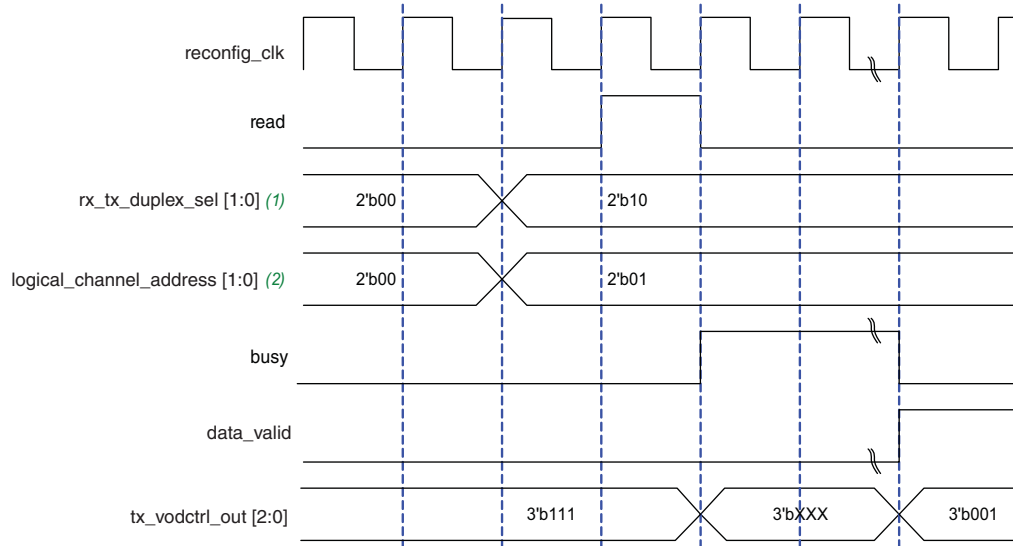 reconfig_clk
read
rx_tx_duplex_sel [1:0] (1) 2'b00 2'b10
logical_channel_address [1:0] (2) 2'b00 2'b01
busy
data_valid
tx_vodctrl_out [2:0] 3'b111 3'bXXX 3'b001